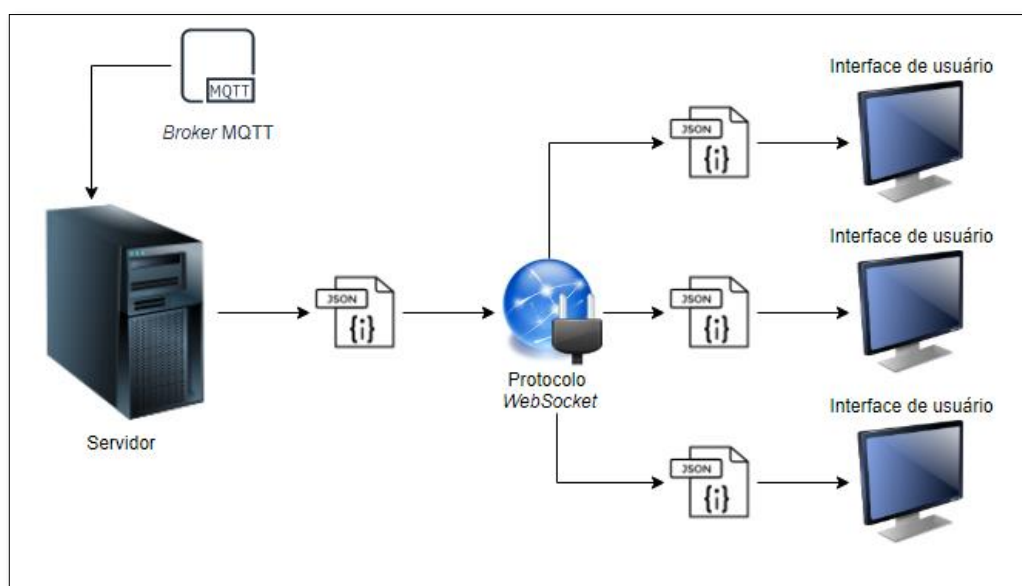 MQTT
Broker MQTT
Servidor
JSON
{i}
Protocolo
WebSocket
JSON
{i}
Interface de usuário
JSON
{i}
Interface de usuário
JSON
{i}
Interface de usuário